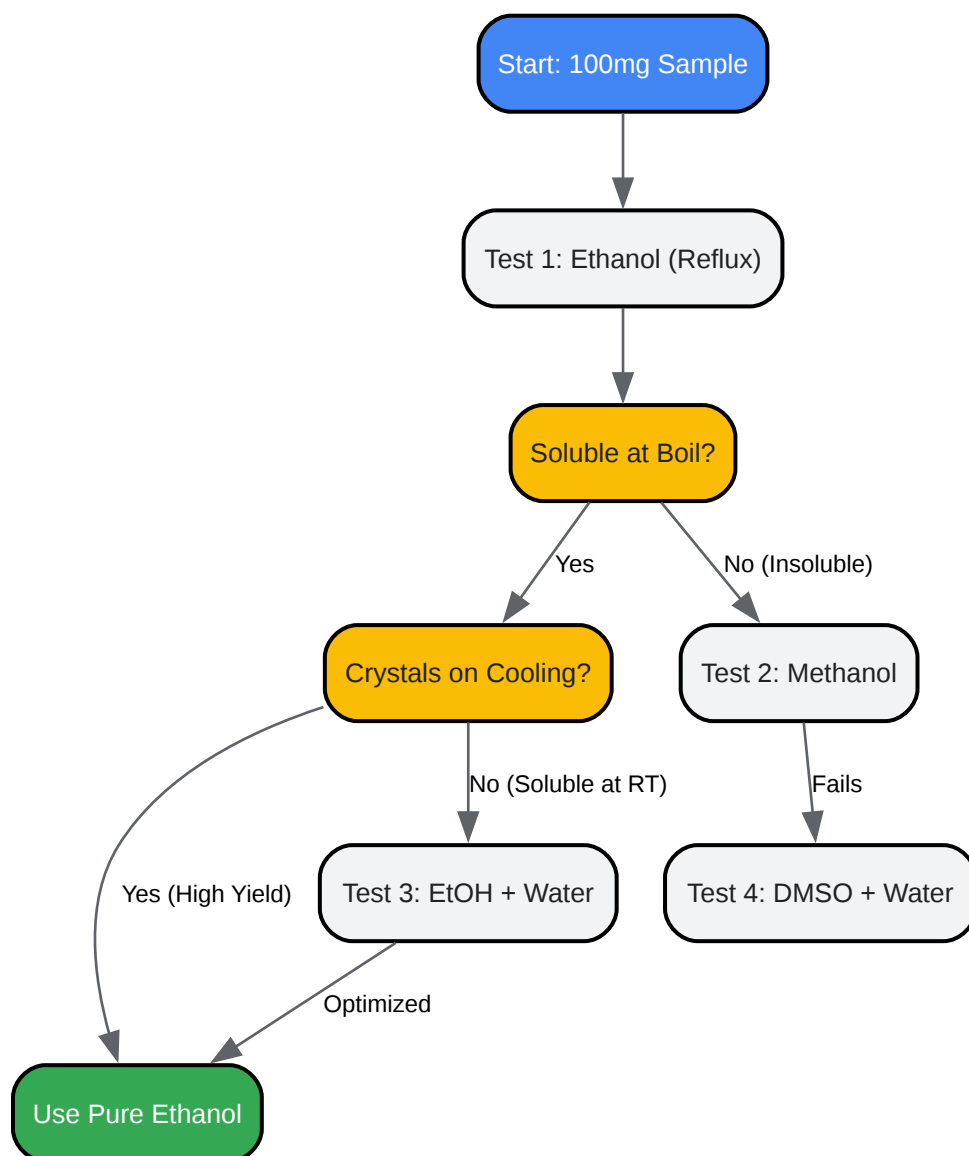 Start: 100mg Sample
Test 1: Ethanol (Reflux)
Soluble at Boil?
Yes
No (Insoluble)
Crystals on Cooling?
Test 2: Methanol
No (Soluble at RT)
Fails
Yes (High Yield)
Test 3: EtOH + Water
Test 4: DMSO + Water
Optimized
Use Pure Ethanol